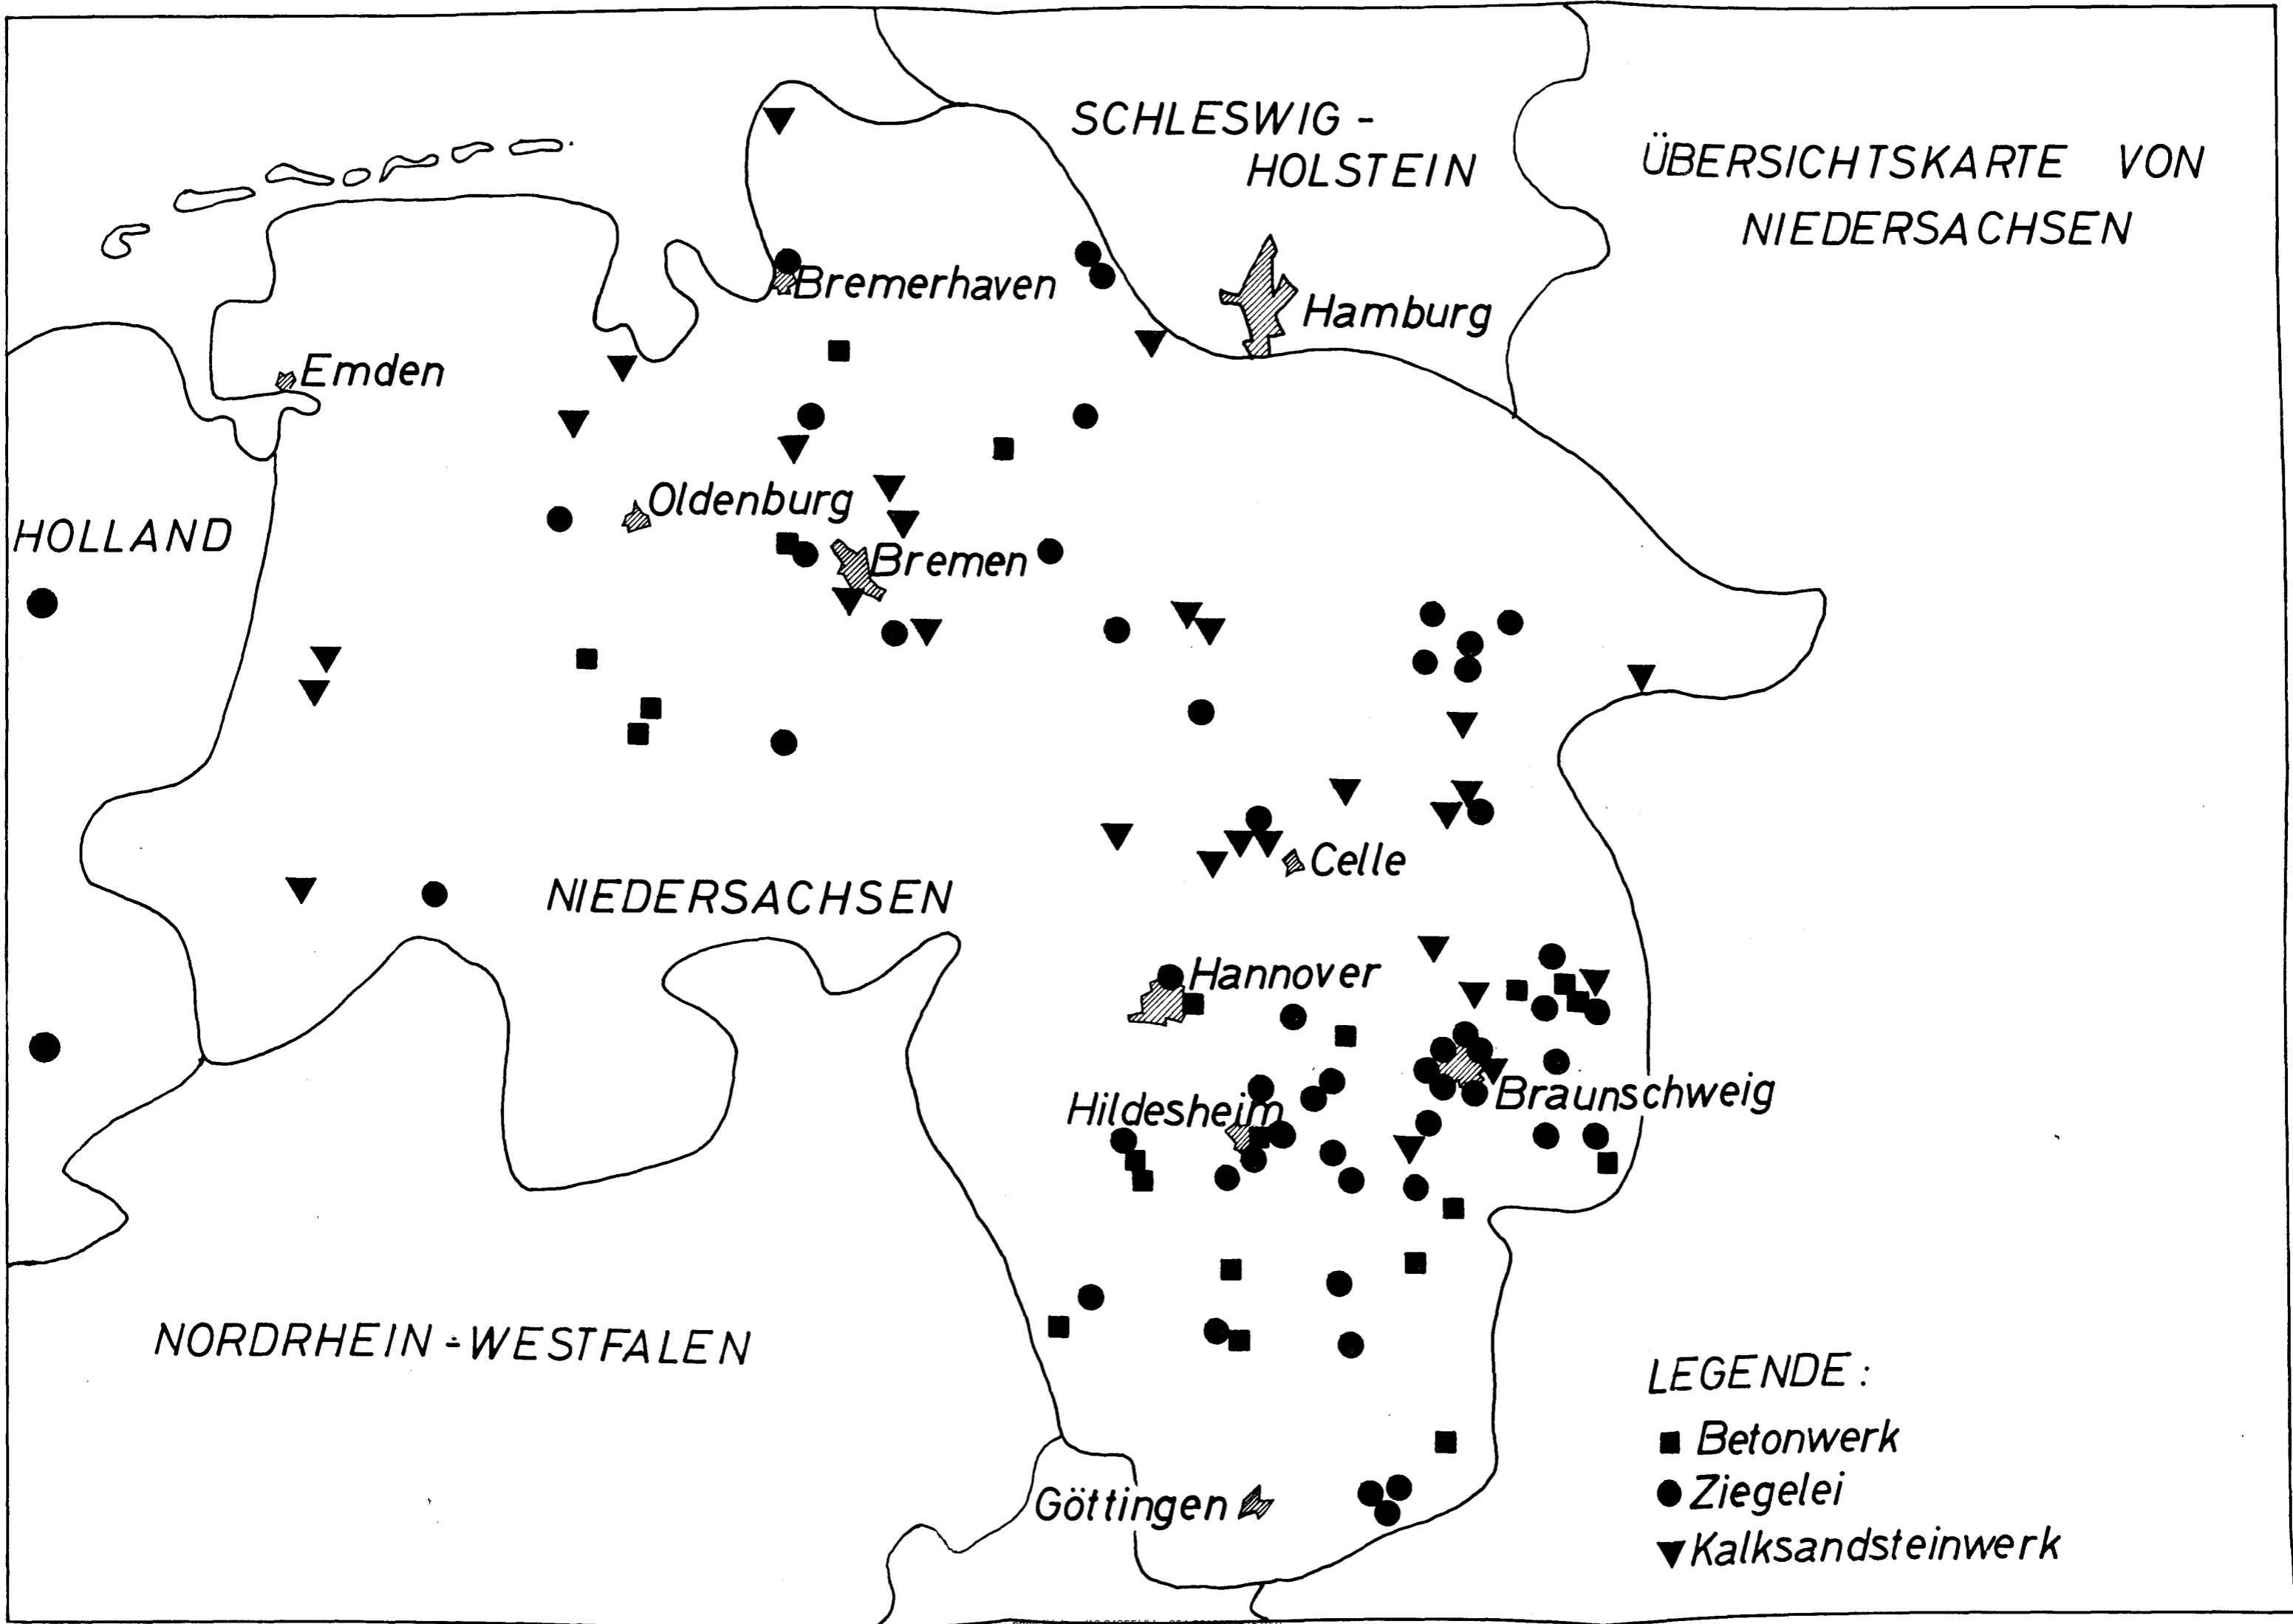 SCHLESWIG-
HOLSTEIN
ÜBERSICHTSKARTE VON
NIEDERSACHSEN
Bremerhaven
Hamburg
Emden
Oldenburg
HOLLAND
Bremen
Celle
NIEDERSACHSEN
Hannover
Braunschweig
Hildesheim
NORDRHEIN-WESTFALEN
Göttingen
LEGENDE:
Betonwerk
Ziegelei
Kalksandsteinwerk